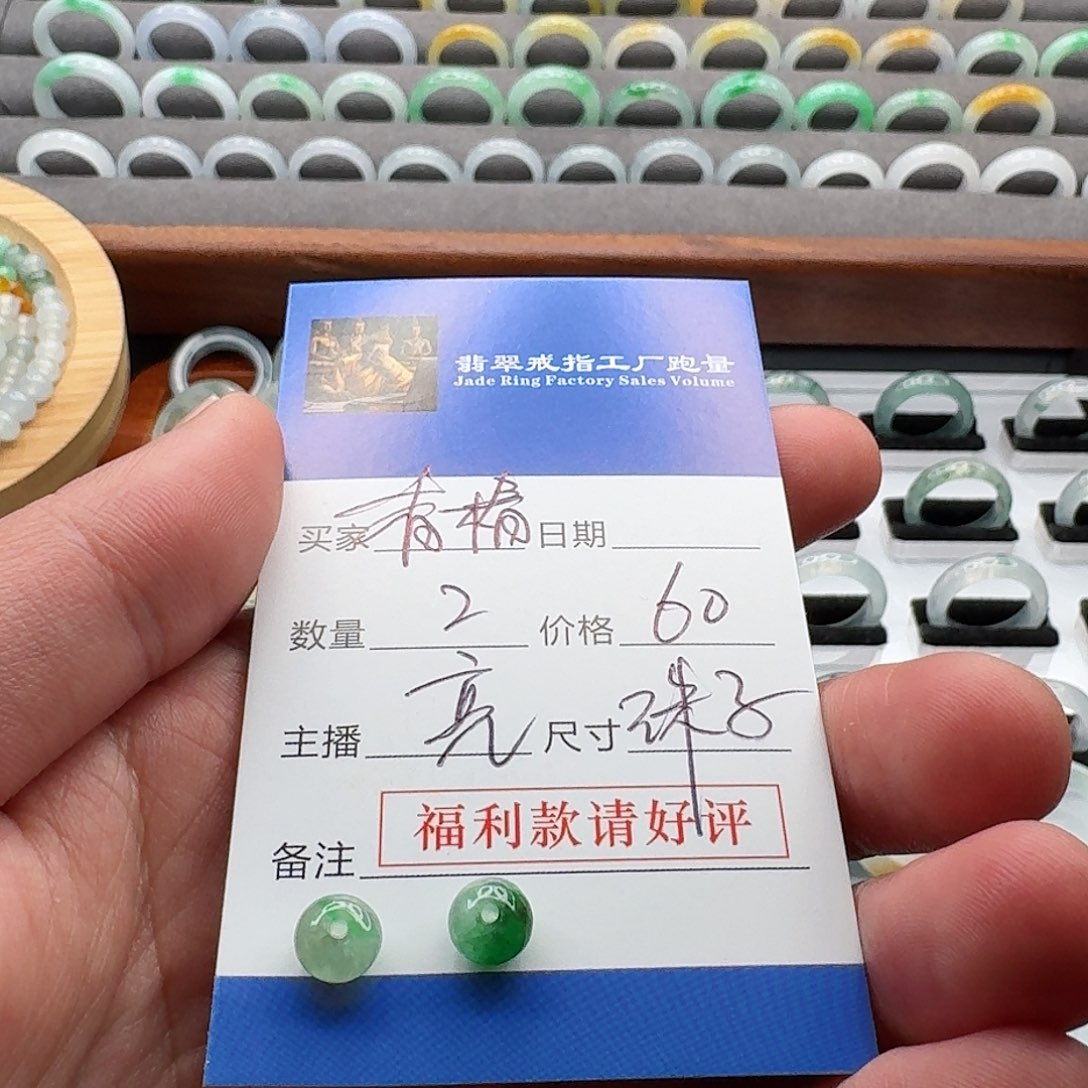 翡翠戒指工厂跑量
Jade Ring Factory Sales Volume
买家 青椿 日期
数量 2 价格 60
主播 亮 尺寸 珠子
备注 福利款请好评